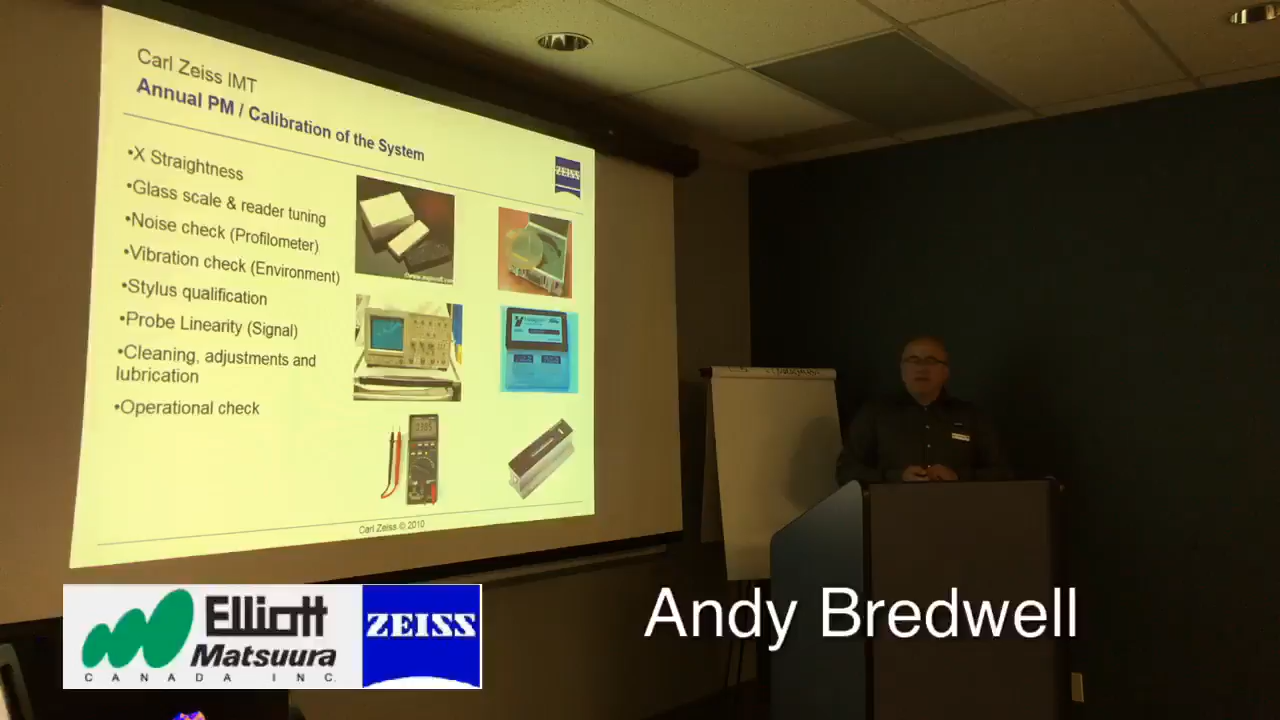 Carl Zeiss IMT
Annual PM / Calibration of the System
ZEISS
•X Straightness
•Glass scale & reader tuning
•Noise check (Profilometer)
•Vibration check (Environment)
•Stylus qualification
•Probe Linearity (Signal)
•Cleaning, adjustments and
lubrication
•Operational check
Carl Zeiss © 2010
Elliott
Matsuura
CANADA INC.
ZEISS
Andy Bredwell